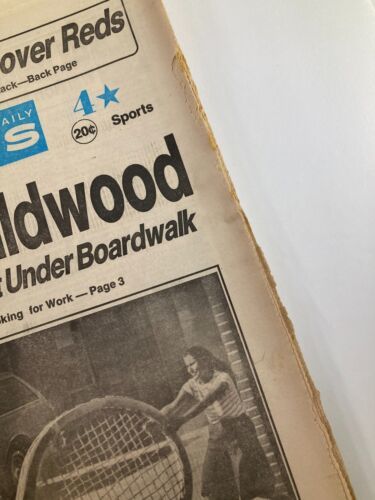 over Reds
ack—Back Page
AILY
S
4★
20¢ Sports
ldwood
t Under Boardwalk
king for Work — Page 3